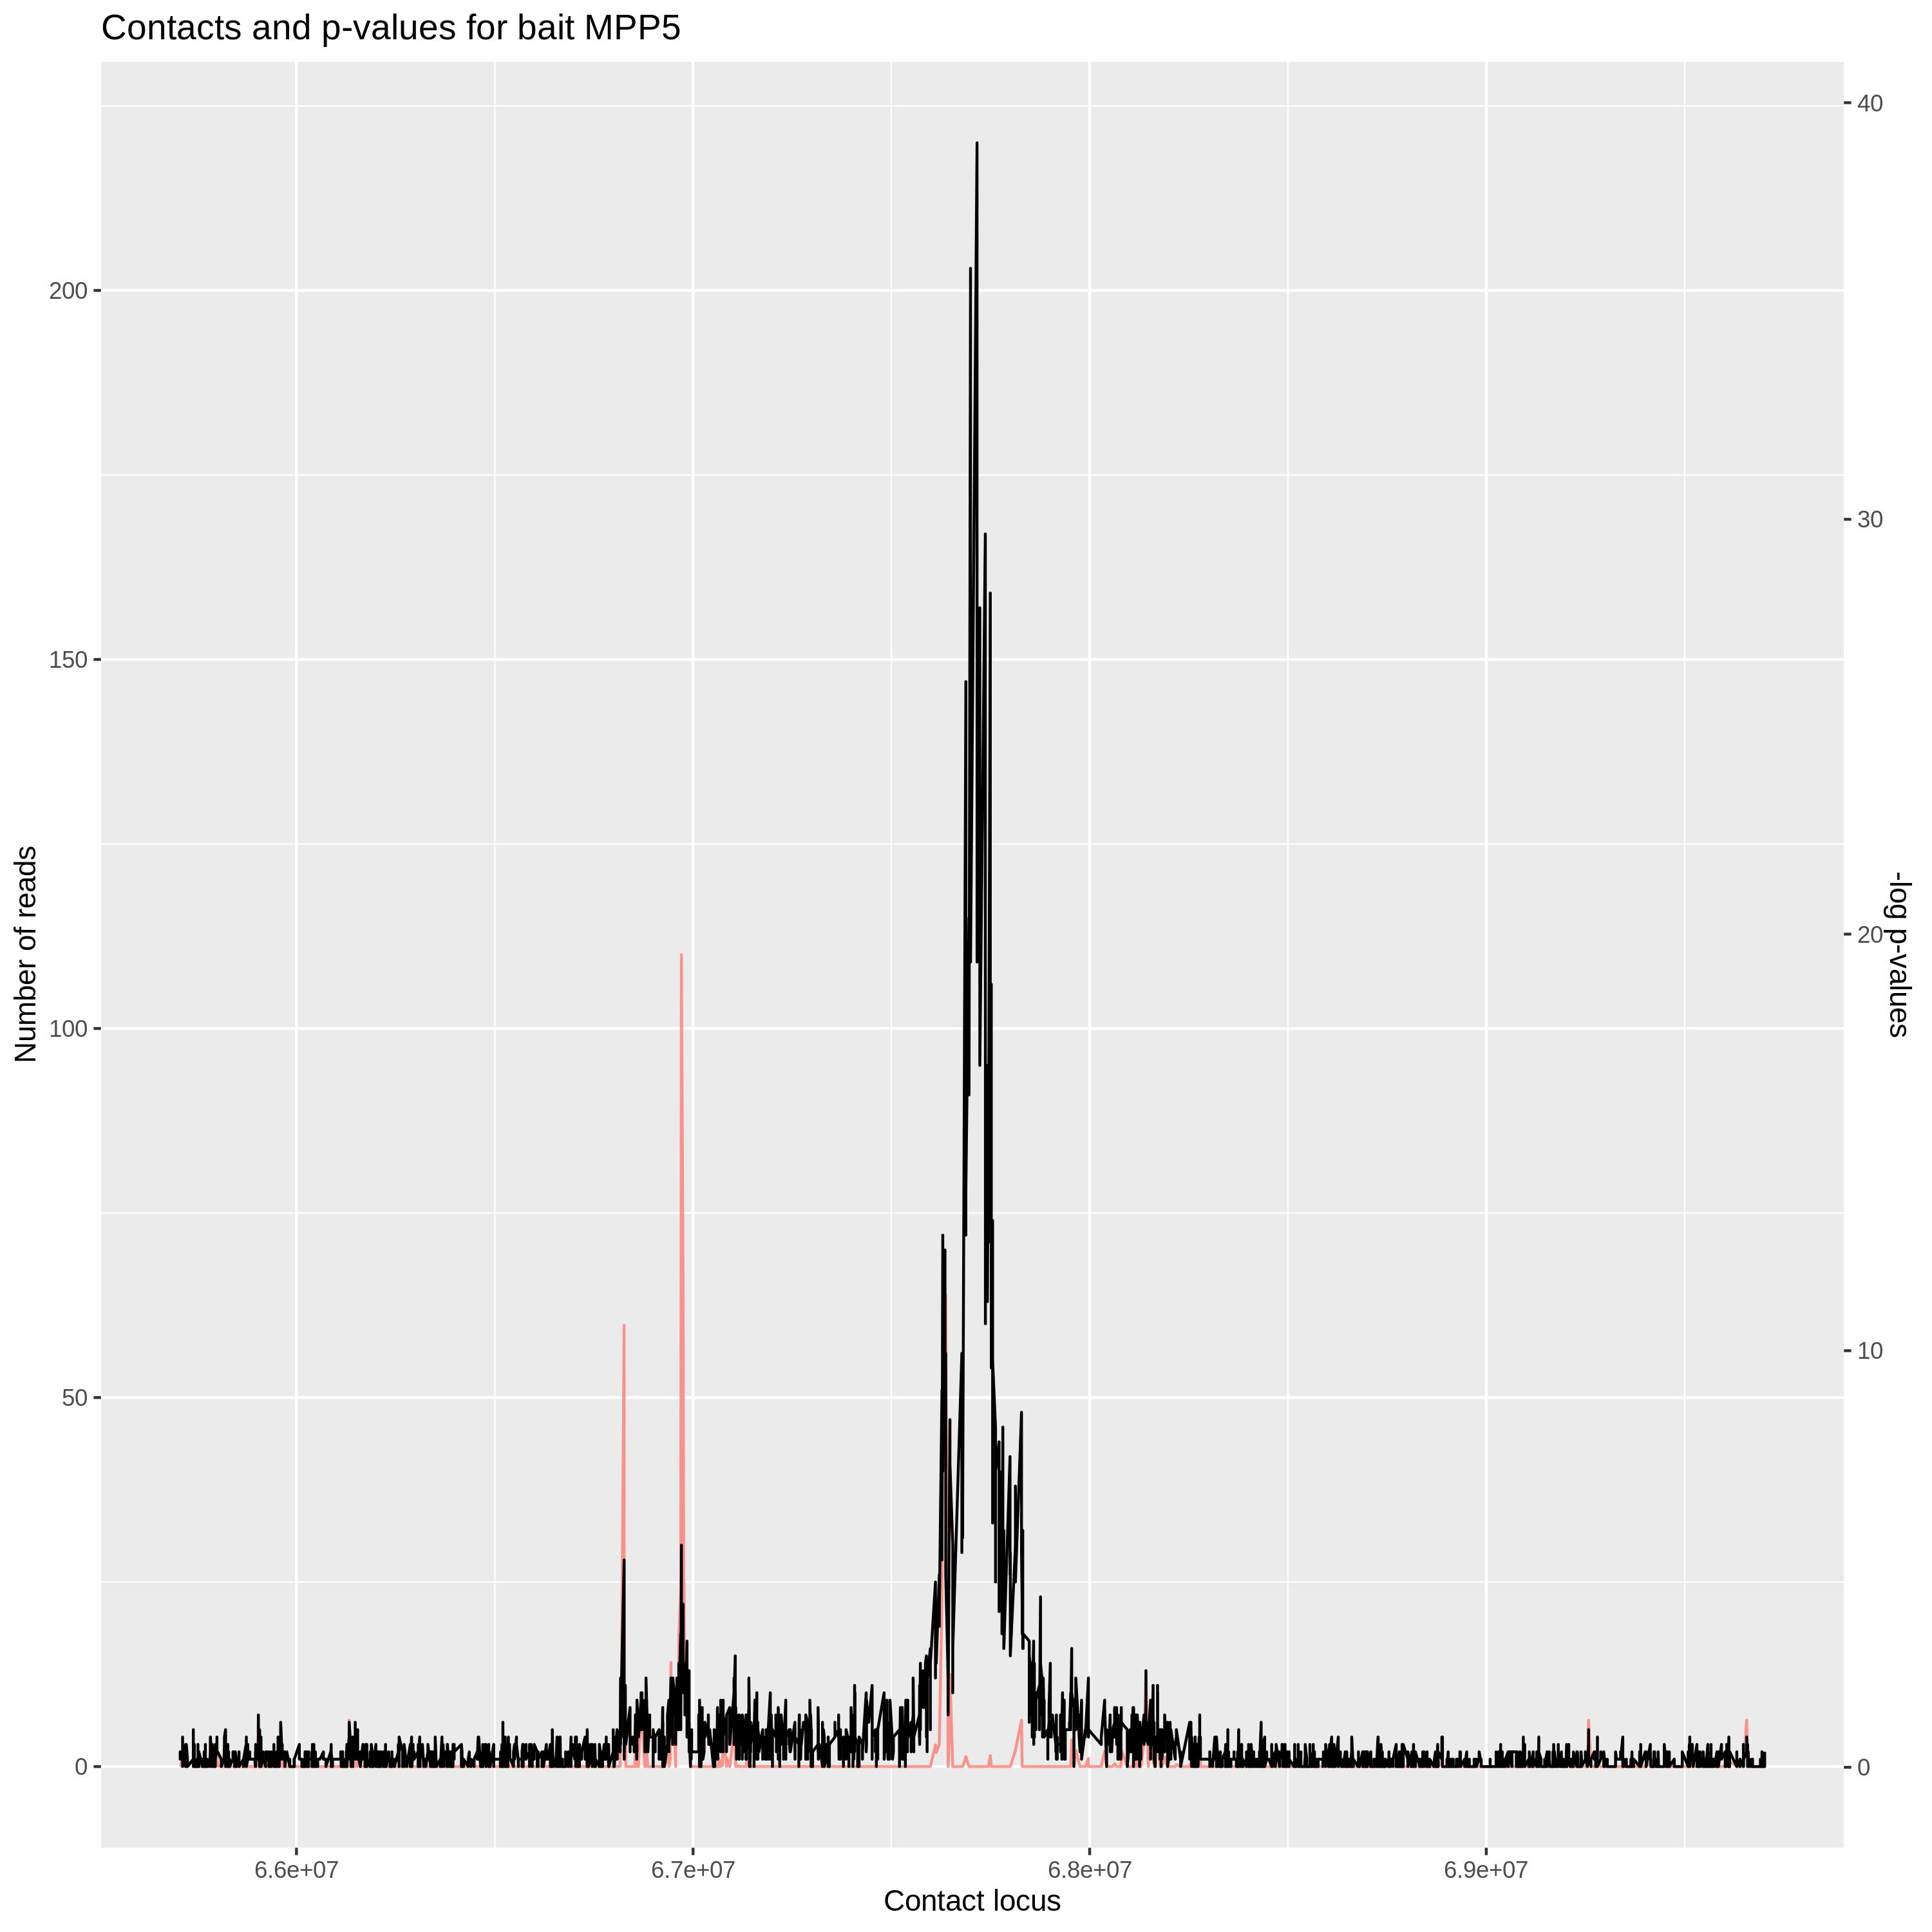 Contacts and p-values for bait MPP5
40
200
30
150
20
100
10
50
0
0
Number of reads
-log p-values
6.6e+07 6.7e+07 6.8e+07 6.9e+07
Contact locus